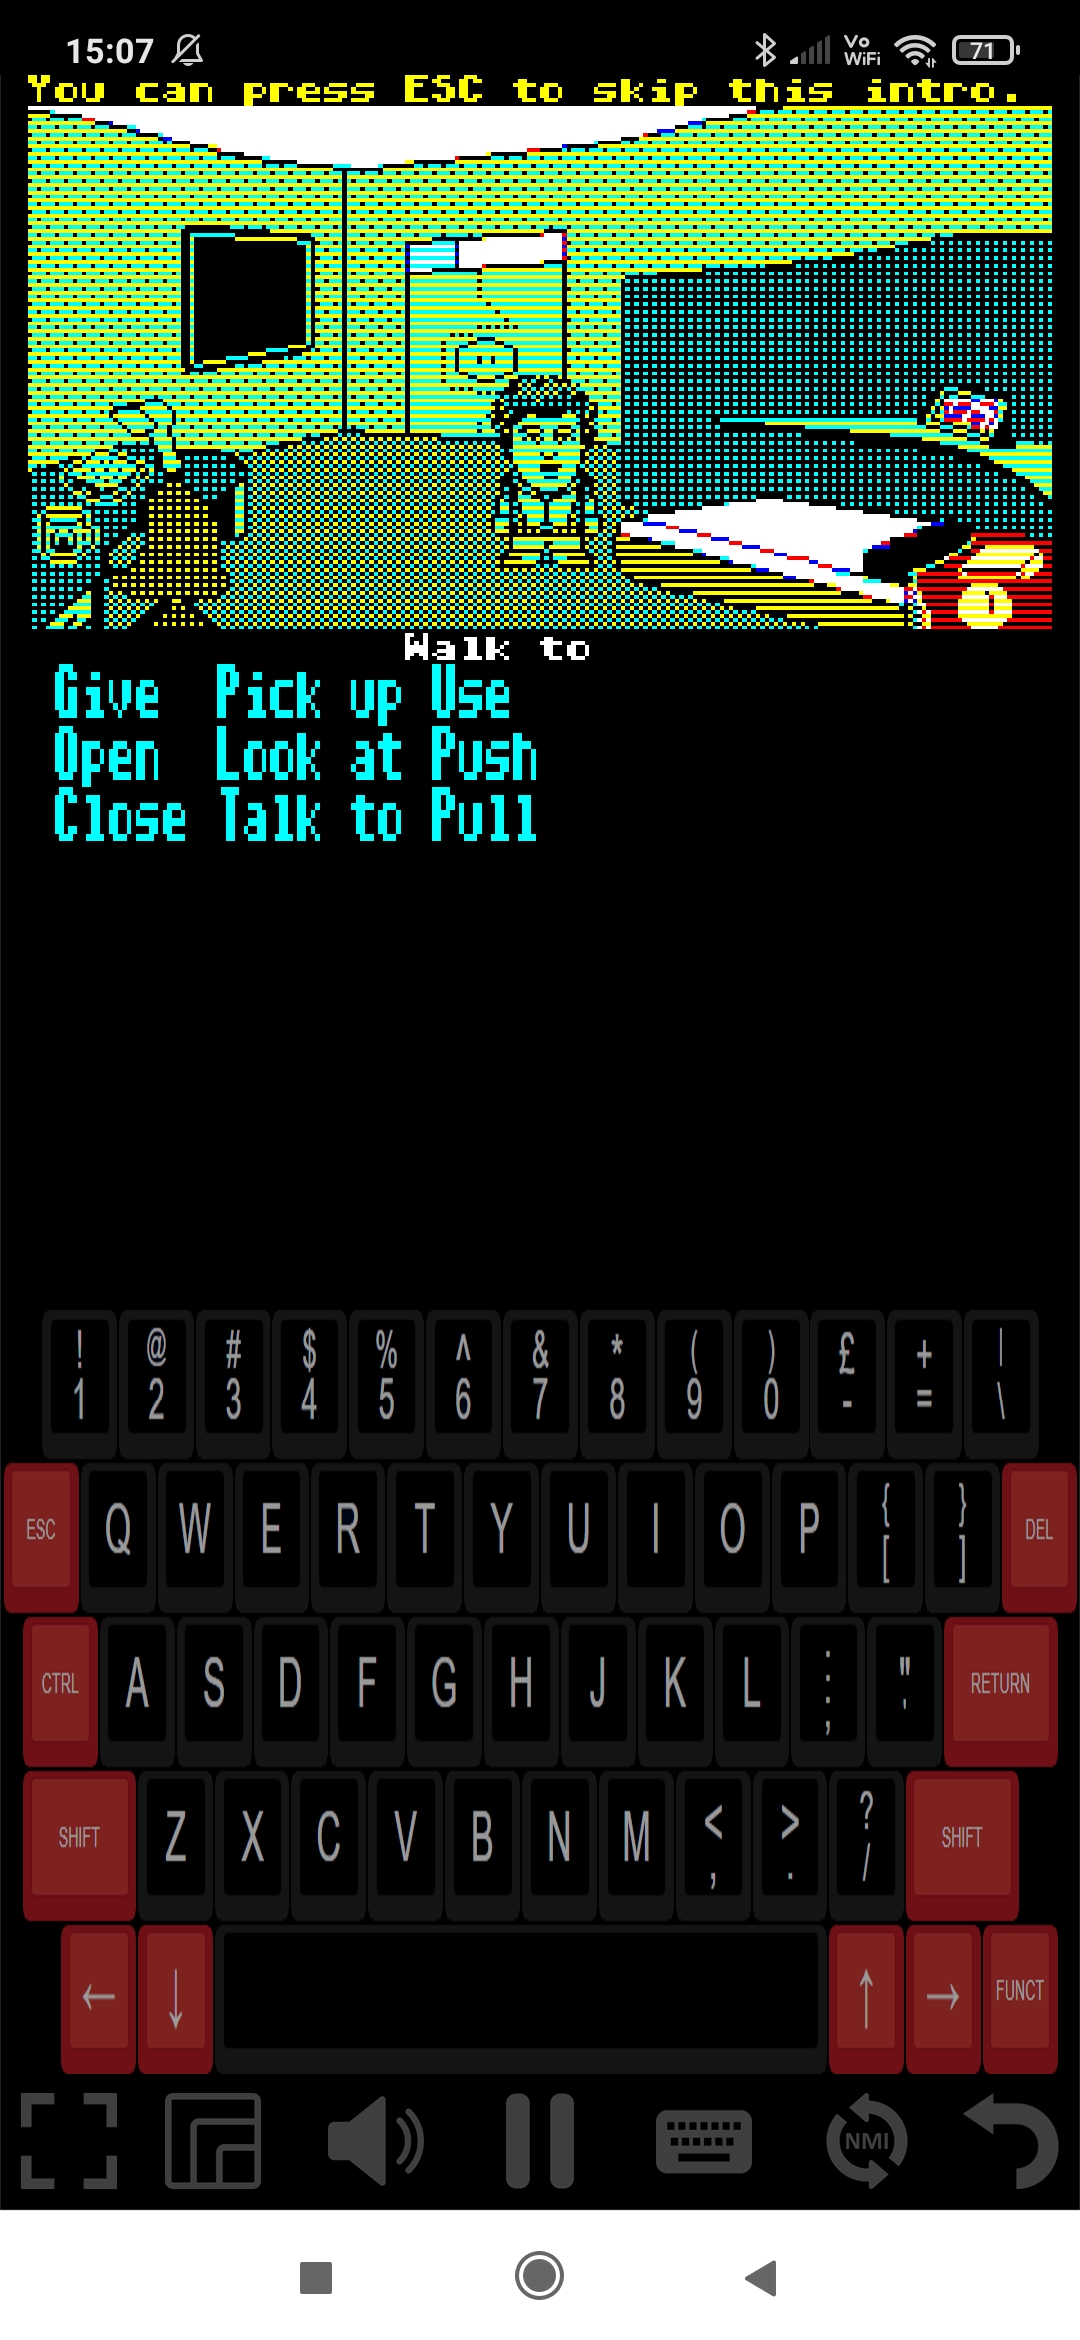 15:07 Vo WiFi 71
You can press ESC to skip this intro.
Walk to
Give Pick up Use
Open Look at Push
Close Talk to Pull
! @ # $ % ^ & * ( ) £ + |
1 2 3 4 5 6 7 8 9 0 - = \
ESC Q W E R T Y U I O P { [ } ] DEL
CTRL A S D F G H J K L : ; " ' RETURN
SHIFT Z X C V B N M < , > . ? / SHIFT
← ↓ ↑ → FUNCT
NMI